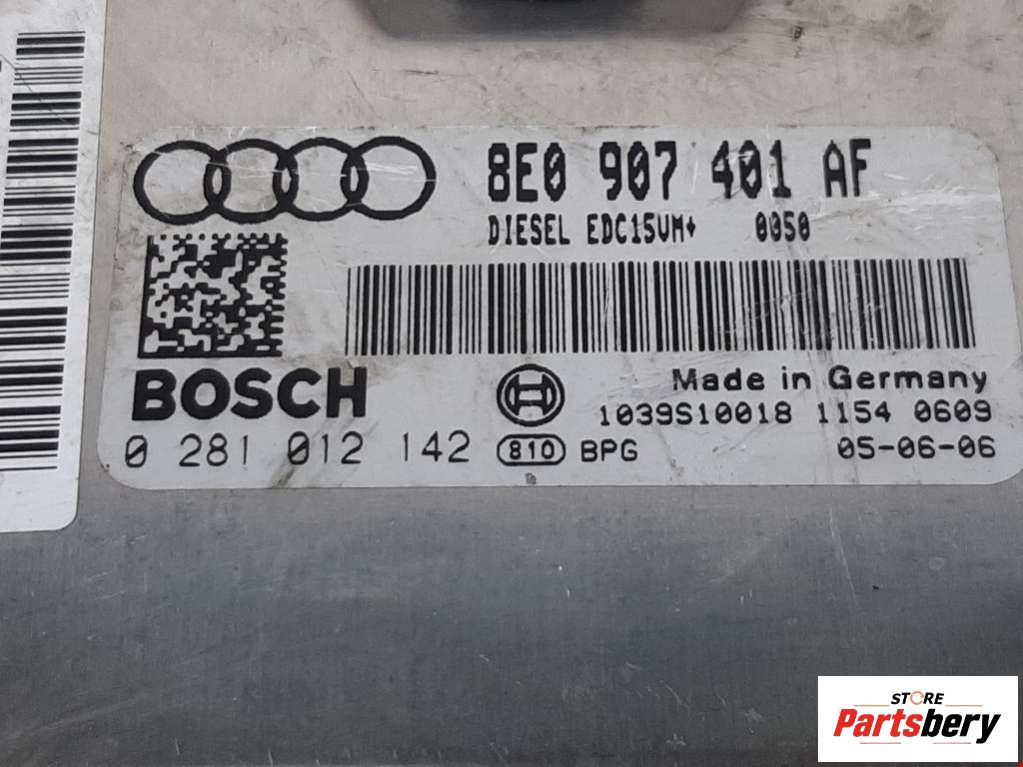 8E0 907 401 AF
DIESEL EDC15VM+ 0050
BOSCH
Made in Germany
1039S10018 1154 0609
0 281 012 142 810 BPG 05-06-06
STORE
Partsbery